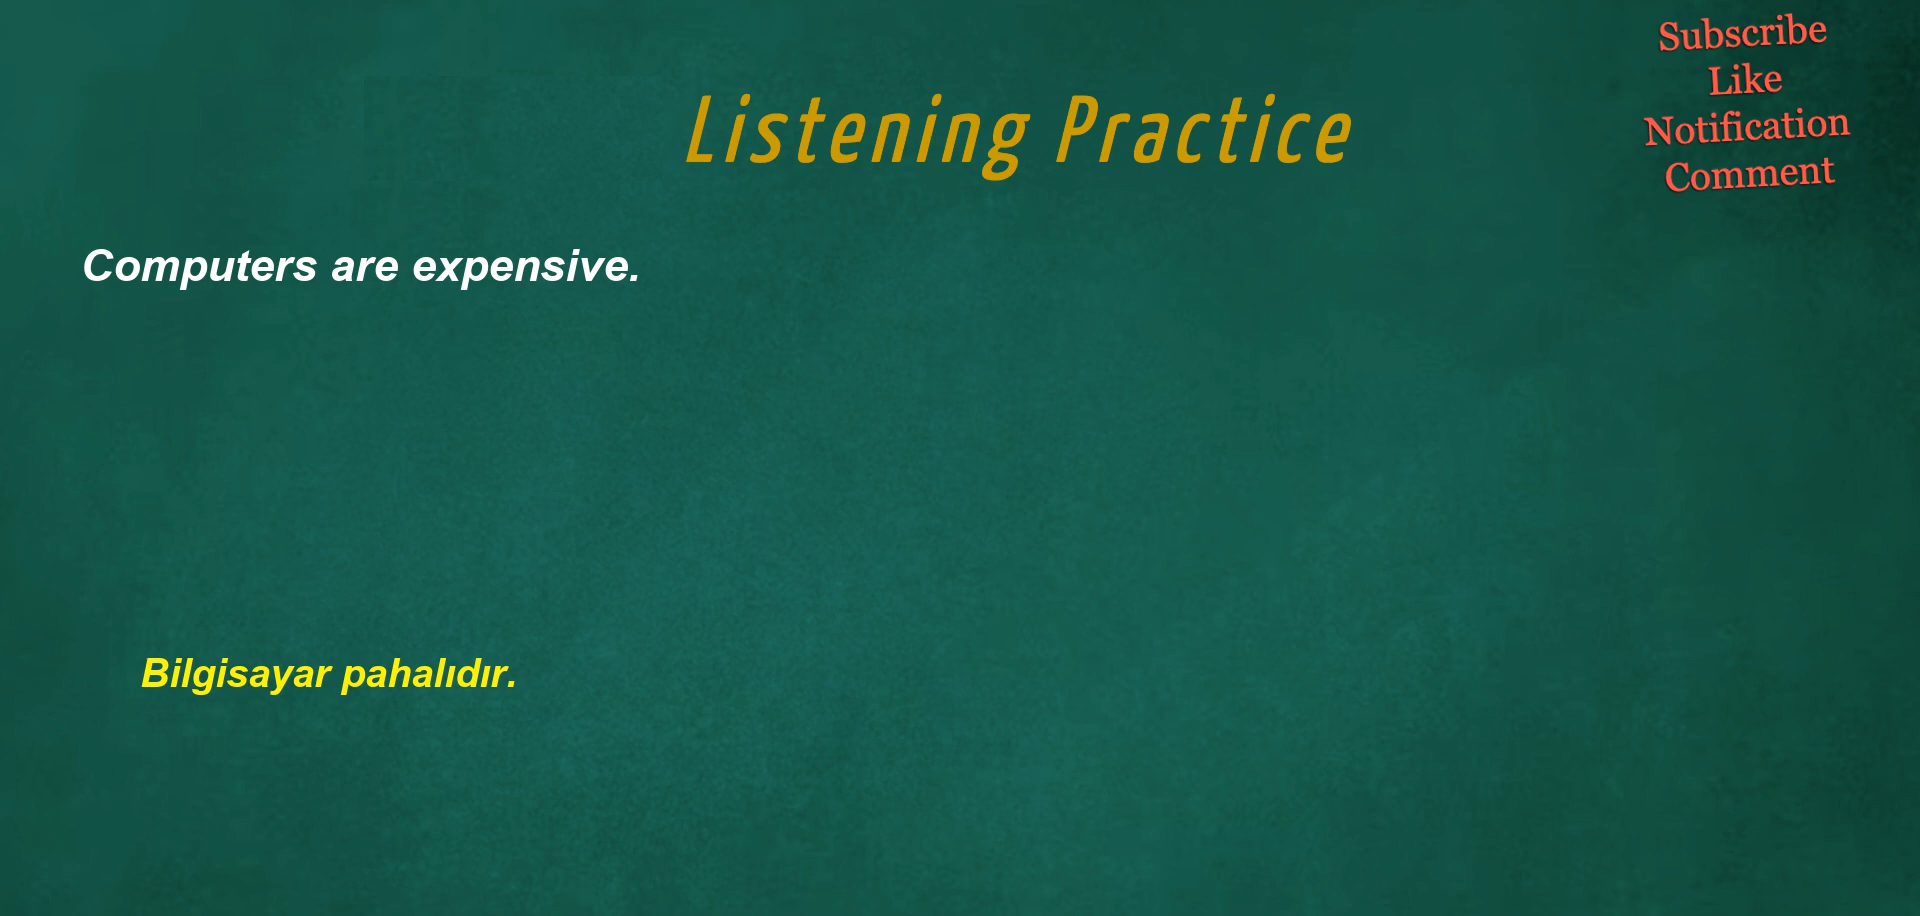 Listening Practice
Subscribe
Like
Notification
Comment
Computers are expensive.
Bilgisayar pahalıdır.